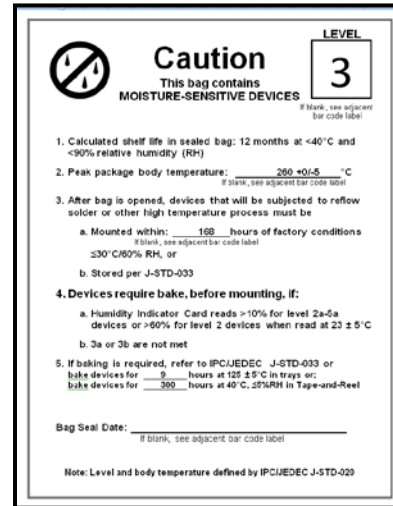 LEVEL
3
Caution
This bag contains
MOISTURE-SENSITIVE DEVICES
If blank, see adjacent
bar code label
1. Calculated shelf life in sealed bag: 12 months at <40°C and
<90% relative humidity (RH)
2. Peak package body temperature: 260 +0/-5 °C
If blank, see adjacent bar code label
3. After bag is opened, devices that will be subjected to reflow
solder or other high temperature process must be
a. Mounted within: 168 hours of factory conditions
If blank, see adjacent bar code label
≤30°C/60% RH, or
b. Stored per J-STD-033
4. Devices require bake, before mounting, if:
a. Humidity Indicator Card reads >10% for level 2a-5a
devices or >60% for level 2 devices when read at 23 ± 5°C
b. 3a or 3b are not met
5. If baking is required, refer to IPC/JEDEC J-STD-033 or
bake devices for 9 hours at 125 ± 5°C in trays or;
bake devices for 300 hours at 40°C, ≤5%RH in Tape-and-Reel
Bag Seal Date:
If blank, see adjacent bar code label
Note: Level and body temperature defined by IPC/JEDEC J-STD-020